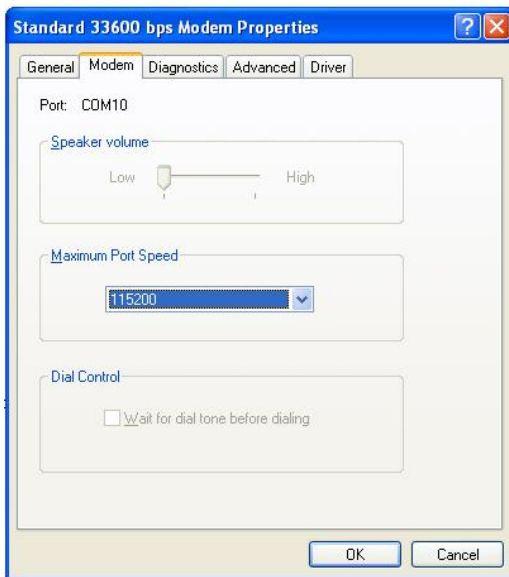 Standard 33600 bps Modem Properties
General Modem Diagnostics Advanced Driver
Port: COM10
Speaker volume
Low High
Maximum Port Speed
115200
Dial Control
Wait for dial tone before dialing
OK Cancel